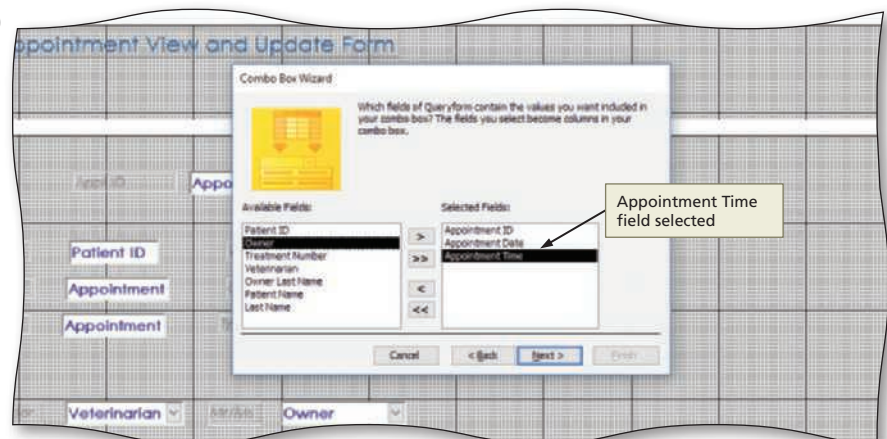 ppointment View and Update Form
Combo Box Wizard
Which fields of Queryform contain the values you want included in
your combo box? The fields you select become columns in your
combo box.
Appt ID
Appo
Available Fields:
Selected Fields:
Patient ID
Owner
Treatment Number
Veterinarian
Owner Last Name
Patient Name
Last Name
>
>>
<
<<
Appointment ID
Appointment Date
Appointment Time
Appointment Time
field selected
Patient ID
Appointment
Appointment
Cancel
< Back
Next >
Finish
Veterinarian
Owner